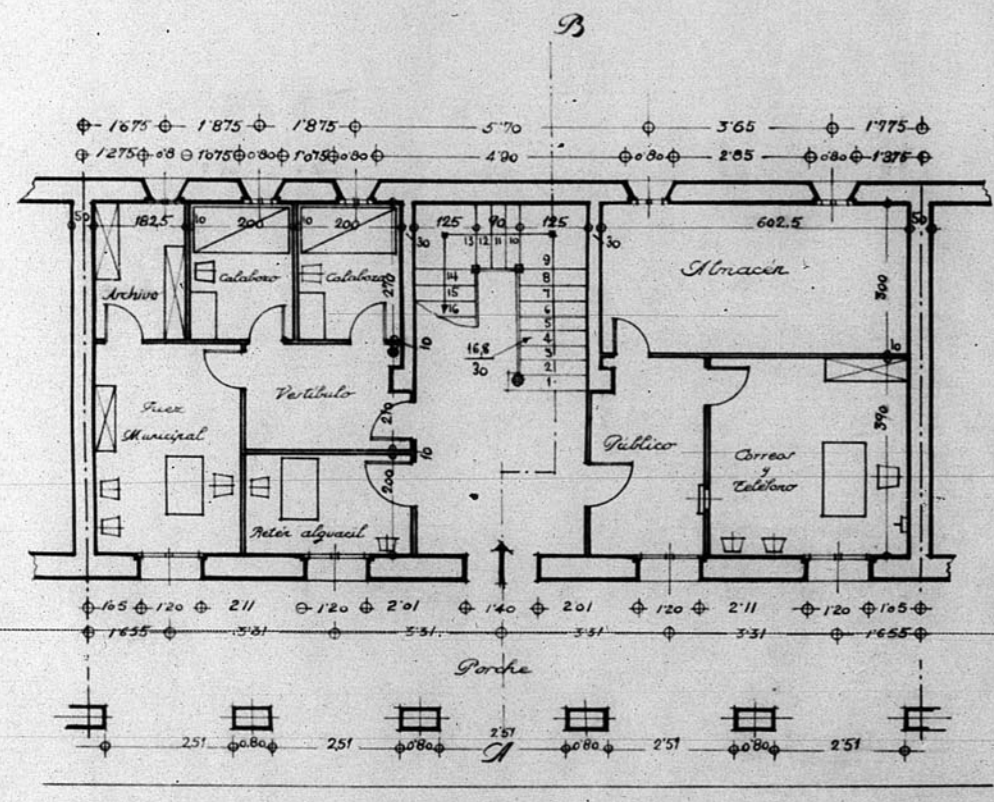 B
1'675 1'875 1'875 5'70 3'65 1'775
1'275 0'8 1'075 0'80 1'075 0'80 4'90 0'80 2'85 0'80 1'375
50 182'5 10 200 10 200 30 125 90 125 30 602.5 50
13 12 11 10
9
14 8
15 7
16 6
5
4
3
2
1
16,8
30
Archivo
Calabozo
Calabozo
270
10
Almacén
300
15
Juez
Municipal
Vestíbulo
210
10
Público
Correos
y
Teléfono
390
Retén alguacil
200
1'65 1'20 2'11 1'20 2'01 1'40 2'01 1'20 2'11 1'20 1'65
1'655 3'31 3'31 3'31 3'31 1'655
Porche
2'51 0'80 2'51 0'80 2'51 0'80 2'51 0'80 2'51
A